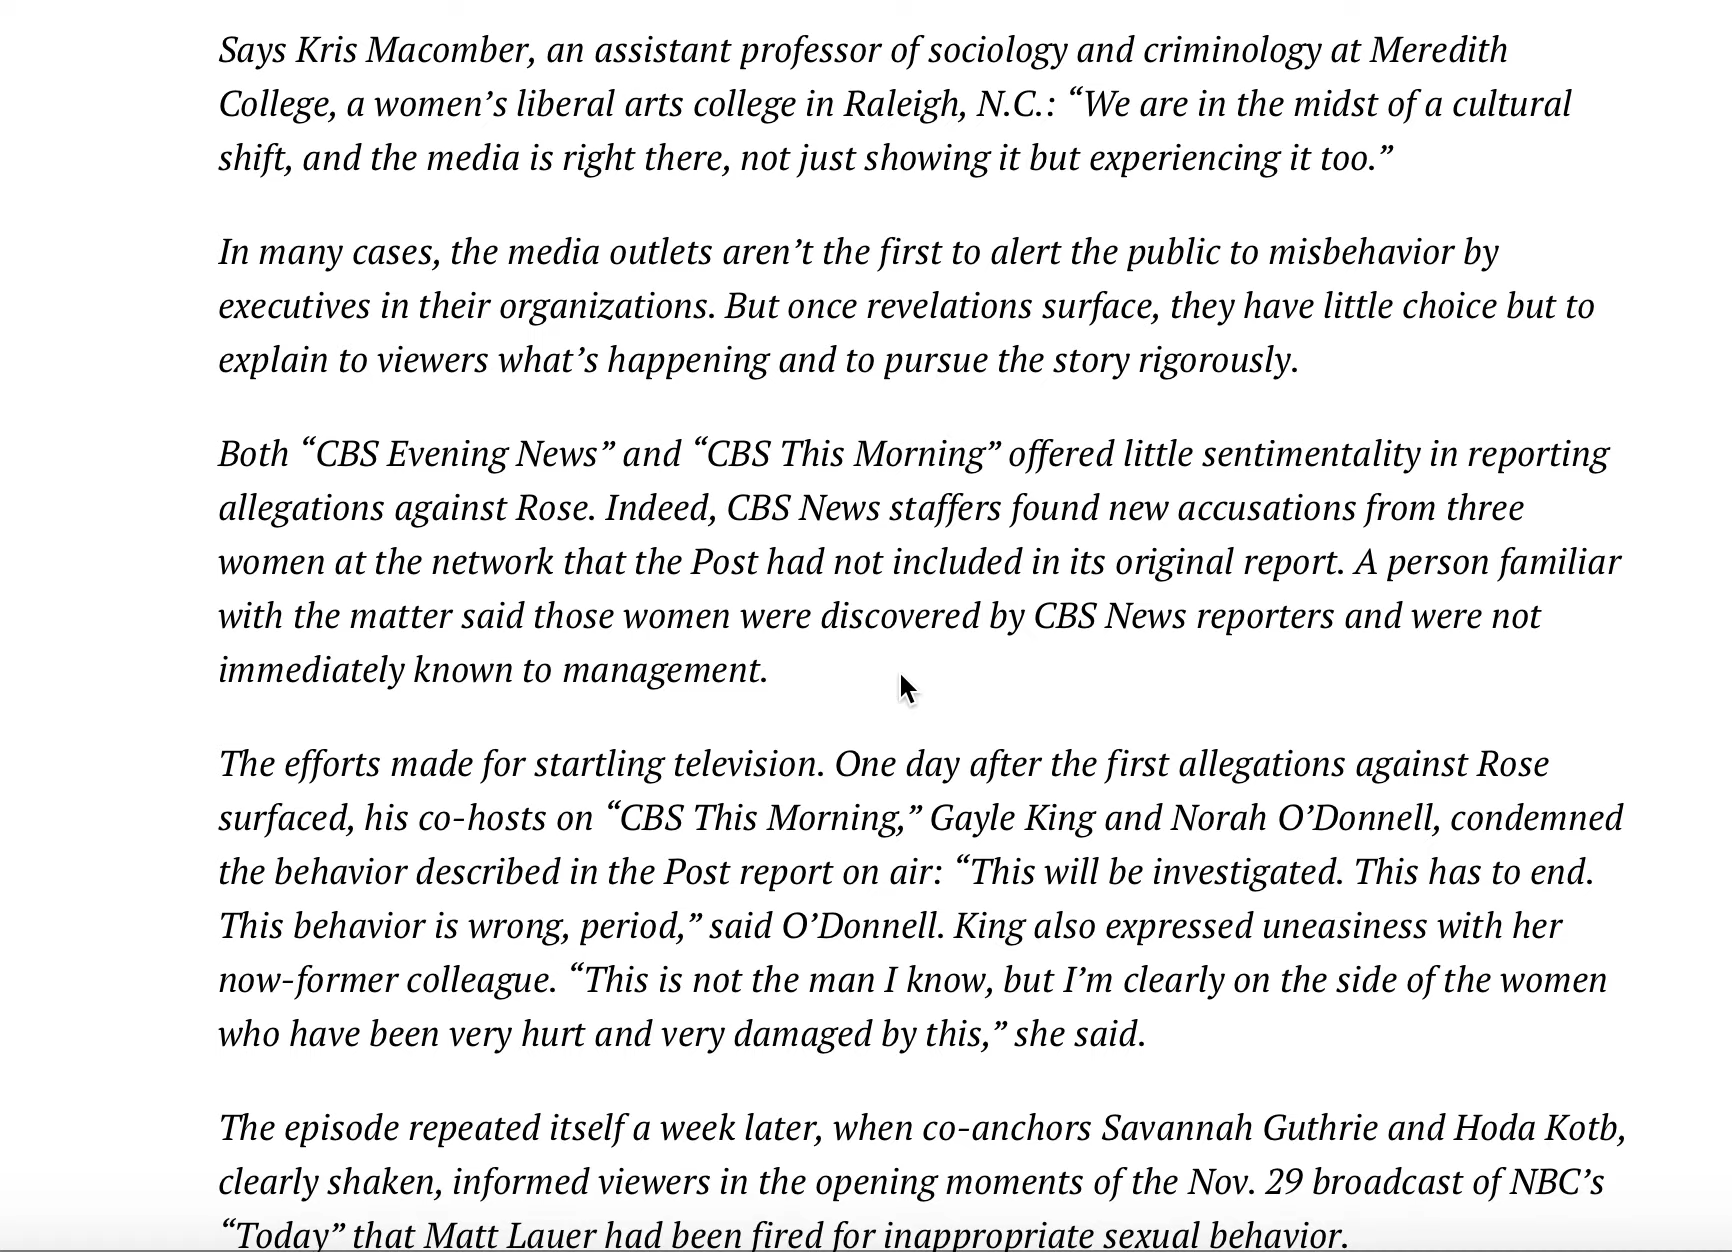 Says Kris Macomber, an assistant professor of sociology and criminology at Meredith
College, a women’s liberal arts college in Raleigh, N.C.: “We are in the midst of a cultural
shift, and the media is right there, not just showing it but experiencing it too.”
In many cases, the media outlets aren’t the first to alert the public to misbehavior by
executives in their organizations. But once revelations surface, they have little choice but to
explain to viewers what’s happening and to pursue the story rigorously.
Both “CBS Evening News” and “CBS This Morning” offered little sentimentality in reporting
allegations against Rose. Indeed, CBS News staffers found new accusations from three
women at the network that the Post had not included in its original report. A person familiar
with the matter said those women were discovered by CBS News reporters and were not
immediately known to management.
The efforts made for startling television. One day after the first allegations against Rose
surfaced, his co-hosts on “CBS This Morning,” Gayle King and Norah O’Donnell, condemned
the behavior described in the Post report on air: “This will be investigated. This has to end.
This behavior is wrong, period,” said O’Donnell. King also expressed uneasiness with her
now-former colleague. “This is not the man I know, but I’m clearly on the side of the women
who have been very hurt and very damaged by this,” she said.
The episode repeated itself a week later, when co-anchors Savannah Guthrie and Hoda Kotb,
clearly shaken, informed viewers in the opening moments of the Nov. 29 broadcast of NBC’s
“Today” that Matt Lauer had been fired for inappropriate sexual behavior.